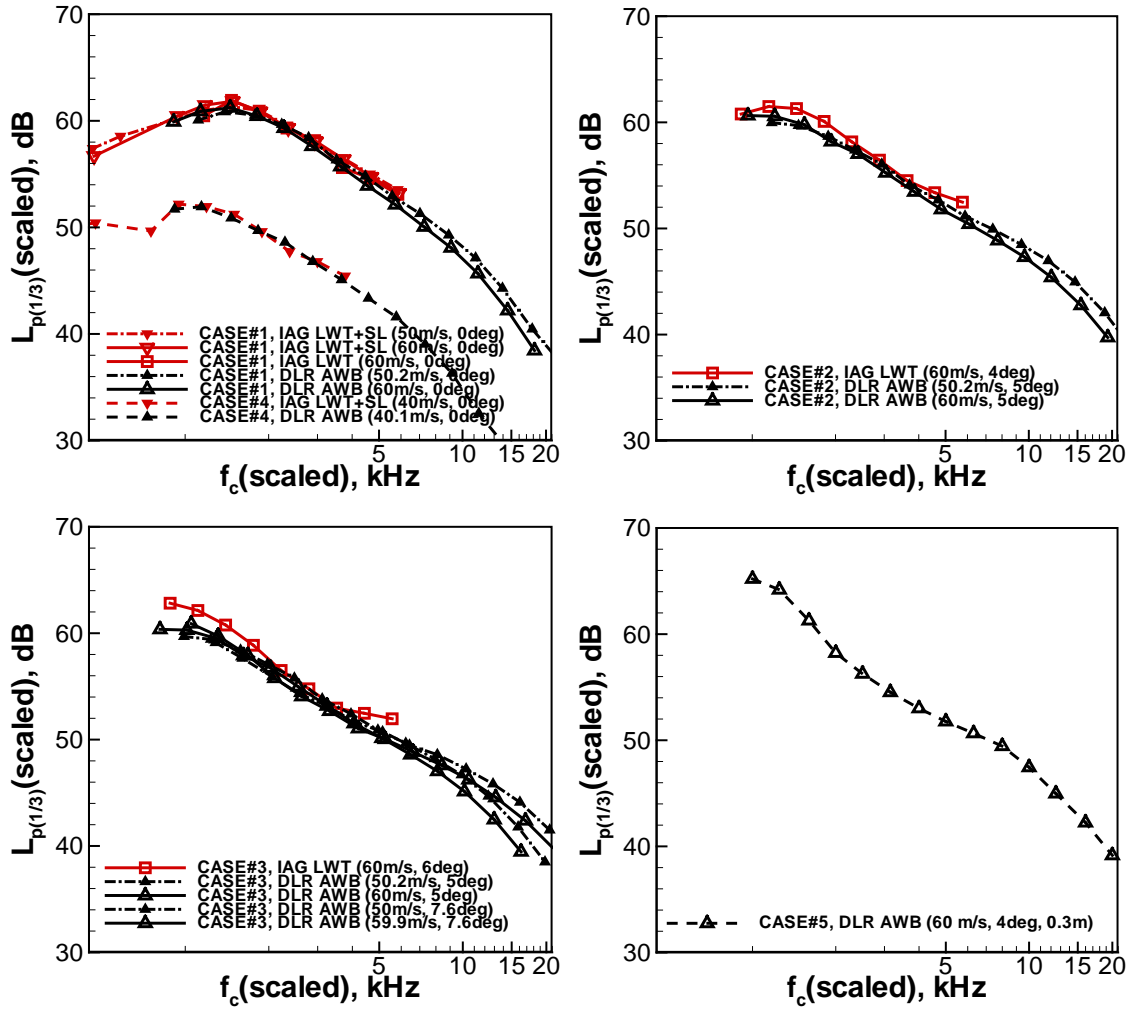 70
60
50
40
30
L_p(1/3)(scaled), dB
CASE#1, IAG LWT+SL (50m/s, 0deg)
CASE#1, IAG LWT+SL (60m/s, 0deg)
CASE#1, IAG LWT (60m/s, 0deg)
CASE#1, DLR AWB (50.2m/s, 0deg)
CASE#1, DLR AWB (60m/s, 0deg)
CASE#4, IAG LWT+SL (40m/s, 0deg)
CASE#4, DLR AWB (40.1m/s, 0deg)
5 10 15 20
f_c(scaled), kHz
70
60
50
40
30
L_p(1/3)(scaled), dB
CASE#2, IAG LWT (60m/s, 4deg)
CASE#2, DLR AWB (50.2m/s, 5deg)
CASE#2, DLR AWB (60m/s, 5deg)
5 10 15 20
f_c(scaled), kHz
70
60
50
40
30
L_p(1/3)(scaled), dB
CASE#3, IAG LWT (60m/s, 6deg)
CASE#3, DLR AWB (50.2m/s, 5deg)
CASE#3, DLR AWB (60m/s, 5deg)
CASE#3, DLR AWB (50m/s, 7.6deg)
CASE#3, DLR AWB (59.9m/s, 7.6deg)
5 10 15 20
f_c(scaled), kHz
70
60
50
40
30
L_p(1/3)(scaled), dB
CASE#5, DLR AWB (60 m/s, 4deg, 0.3m)
5 10 15 20
f_c(scaled), kHz